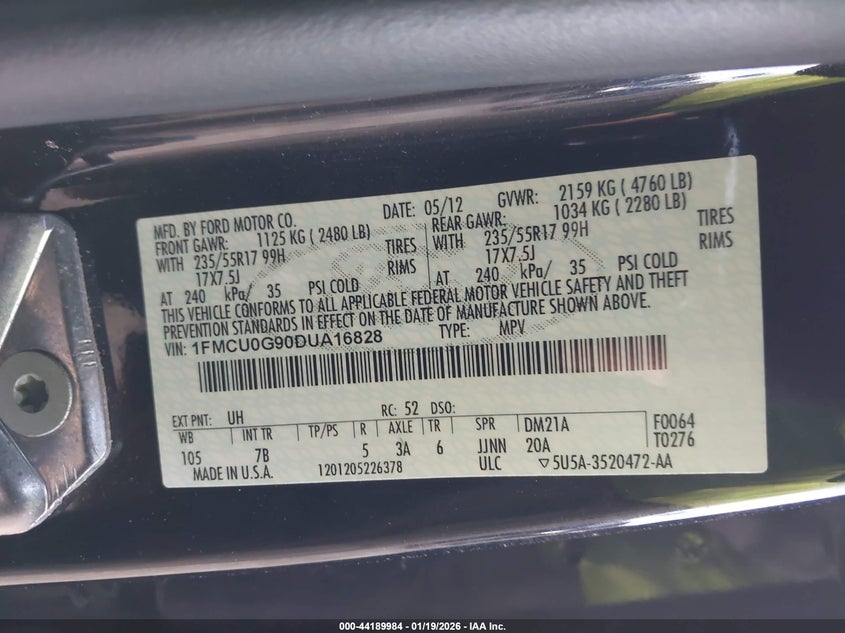 MFD. BY FORD MOTOR CO. DATE: 05/12 GVWR: 2159 KG ( 4760 LB)
FRONT GAWR: 1125 KG ( 2480 LB) REAR GAWR: 1034 KG ( 2280 LB)
WITH 235/55R17 99H TIRES WITH 235/55R17 99H TIRES
17X7.5J RIMS 17X7.5J RIMS
AT 240 kPa/ 35 PSI COLD AT 240 kPa/ 35 PSI COLD
THIS VEHICLE CONFORMS TO ALL APPLICABLE FEDERAL MOTOR VEHICLE SAFETY AND THEFT
PREVENTION STANDARDS IN EFFECT ON THE DATE OF MANUFACTURE SHOWN ABOVE.
VIN: 1FMCU0G90DUA16828 TYPE: MPV
EXT PNT: UH RC: 52 DSO:
WB INT TR TP/PS R AXLE TR SPR DM21A F0064
105 7B 5 3A 6 JJNN 20A T0276
MADE IN U.S.A. 1201205226378 ULC ▽5U5A-3520472-AA
000-44189984 - 01/19/2026 - IAA Inc.